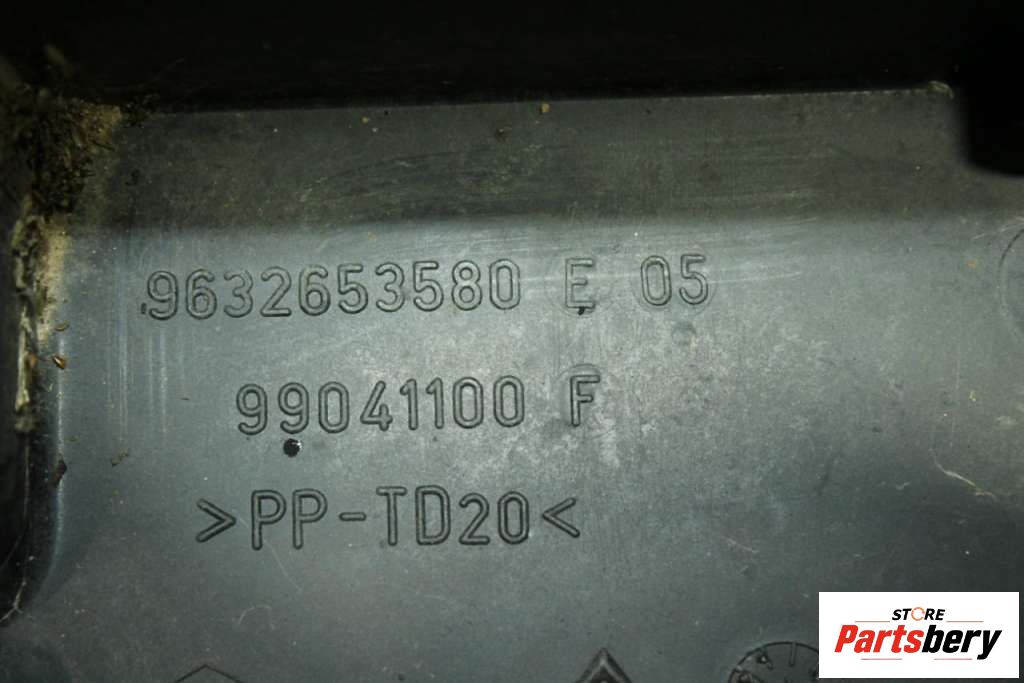 9632653580 E 05
99041100 F
>PP-TD20<
STORE
Partsbery